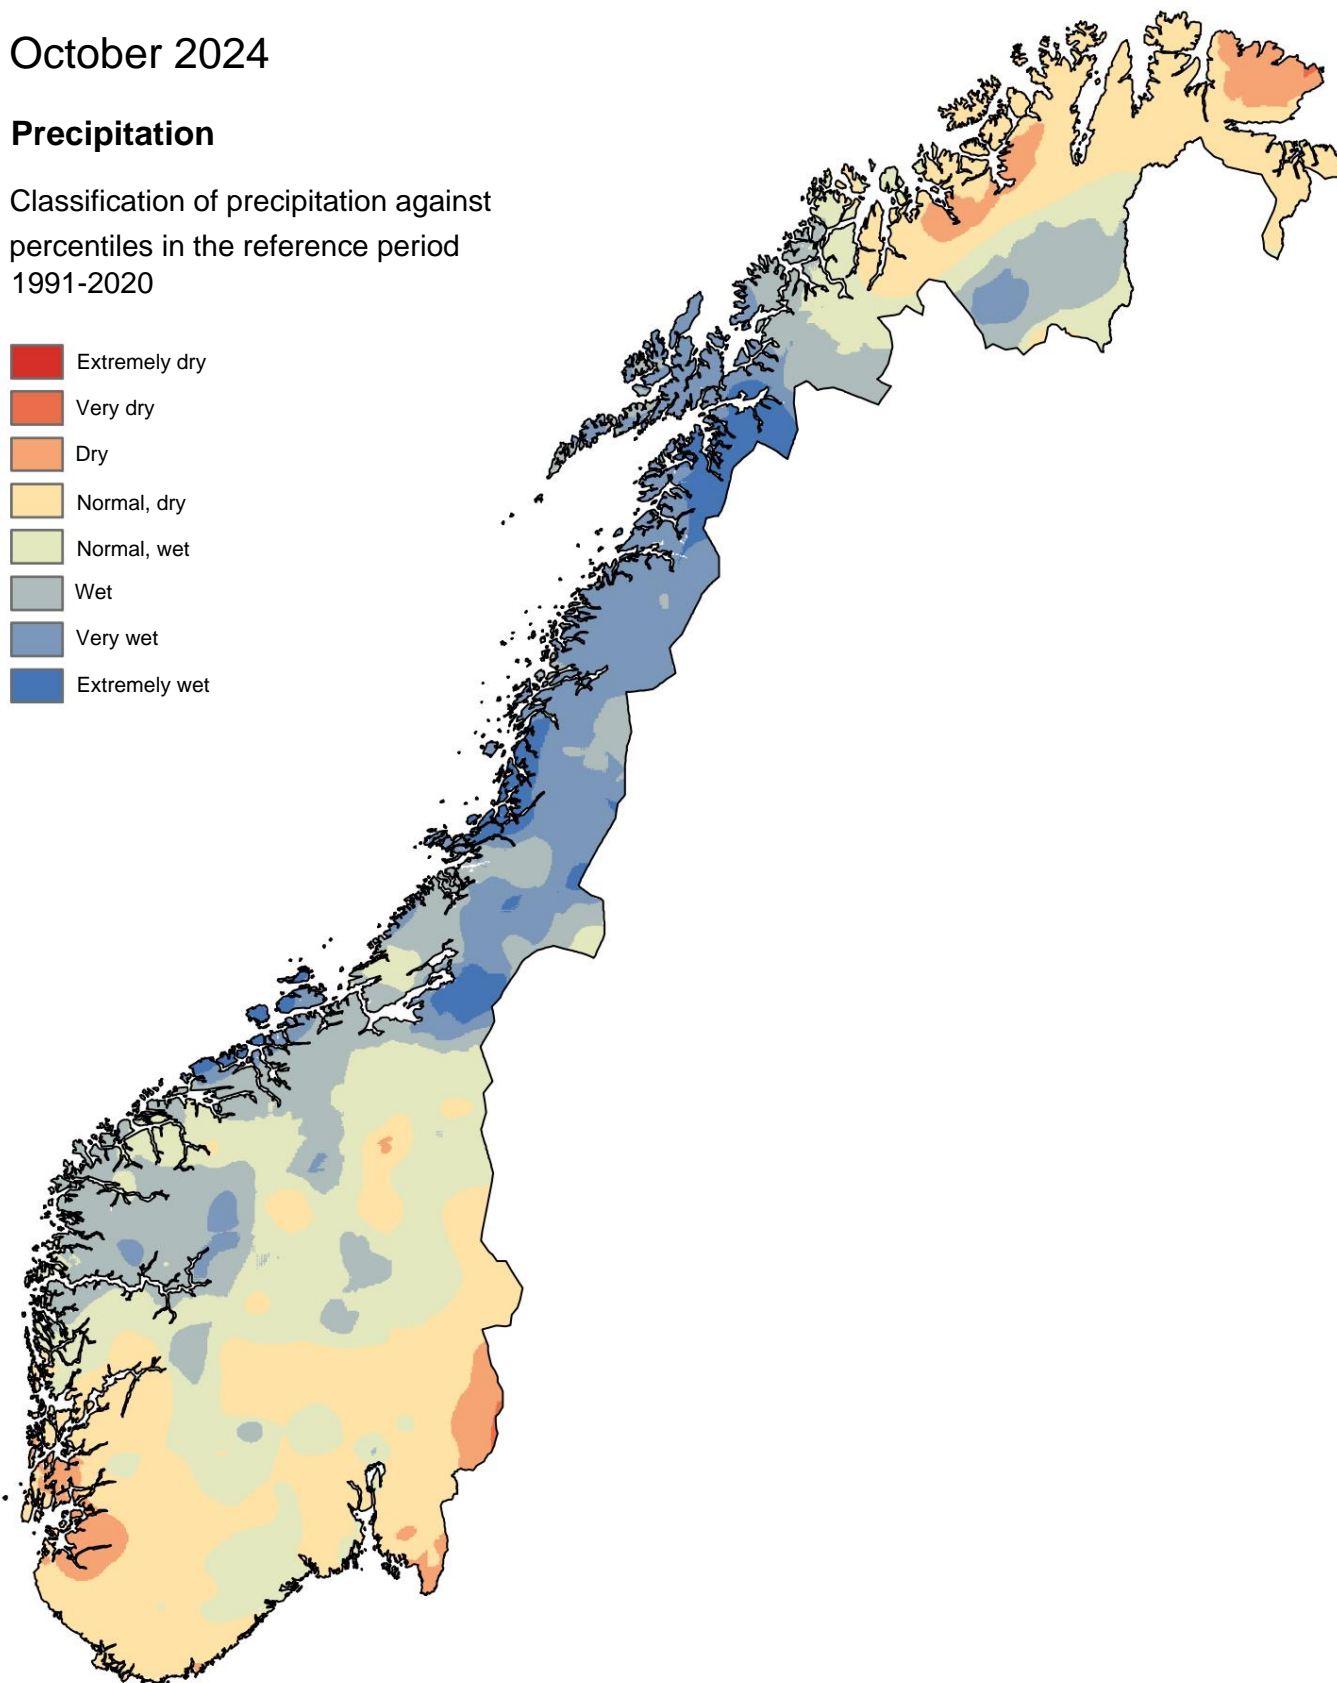 October 2024
Precipitation
Classification of precipitation against
percentiles in the reference period
1991-2020
Extremely dry
Very dry
Dry
Normal, dry
Normal, wet
Wet
Very wet
Extremely wet